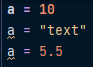 a = 10
a = "text"
a = 5.5